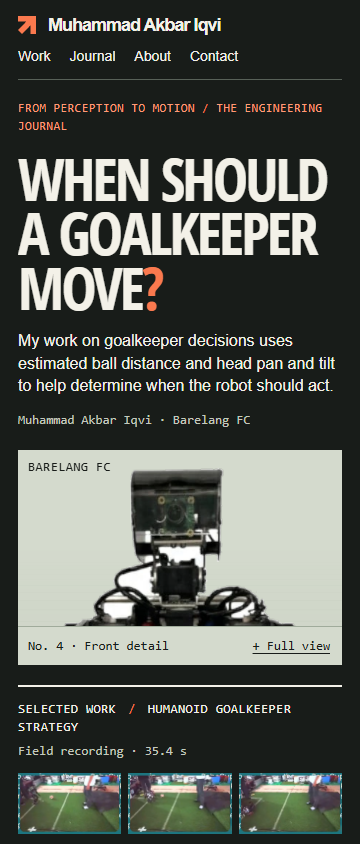 Muhammad Akbar Iqvi
Work Journal About Contact
FROM PERCEPTION TO MOTION / THE ENGINEERING
JOURNAL
WHEN SHOULD
A GOALKEEPER
MOVE?
My work on goalkeeper decisions uses
estimated ball distance and head pan and tilt
to help determine when the robot should act.
Muhammad Akbar Iqvi · Barelang FC
BARELANG FC
No. 4 · Front detail + Full view
SELECTED WORK / HUMANOID GOALKEEPER
STRATEGY
Field recording · 35.4 s